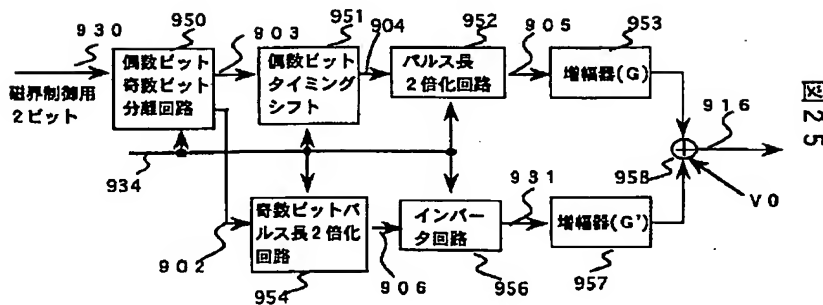 930
950
903
951
904
952
905
953
偶数ビット
奇数ビット
分離回路
偶数ビット
タイミング
シフト
パルス長
2倍化回路
増幅器(G)
磁界制御用
2ビット
図25
916
934
958
V0
931
奇数ビットパ
ルス長2倍化
回路
インバー
タ回路
増幅器(G')
902
954
906
956
957